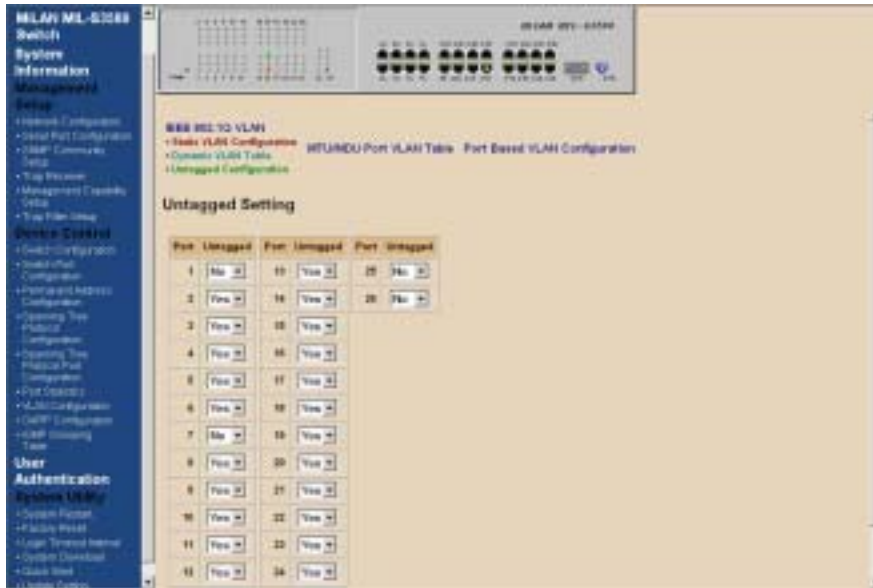 MILAN MIL-S3580
Switch
System
Information
Management
Setup
Network Configuration
Serial Port Configuration
SNMP Community
Setup
Trap Receiver
Management Capability
Setup
Trap Filter Setup
Device Control
Switch Configuration
Switch Port
Configuration
Permanent Address
Configuration
Spanning Tree
Protocol
Configuration
Spanning Tree
Protocol Port
Configuration
Port Statistics
VLAN Configuration
GARP Configuration
IGMP Snooping
User
Authentication
System Utility
System Restart
Factory Reset
Login Timeout Interval
System Download
IEEE 802.1Q VLAN
Static VLAN Configuration
Dynamic VLAN Table
Untagged Configuration
MTU/MDU Port VLAN Table
Port Based VLAN Configuration
Untagged Setting
Port Untagged Port Untagged Port Untagged
1 No 13 Yes 25 No
2 Yes 14 Yes 26 No
3 Yes 15 Yes
4 Yes 16 Yes
5 Yes 17 Yes
6 Yes 18 Yes
7 No 19 Yes
8 Yes 20 Yes
9 Yes 21 Yes
10 Yes 22 Yes
11 Yes 23 Yes
12 Yes 24 Yes